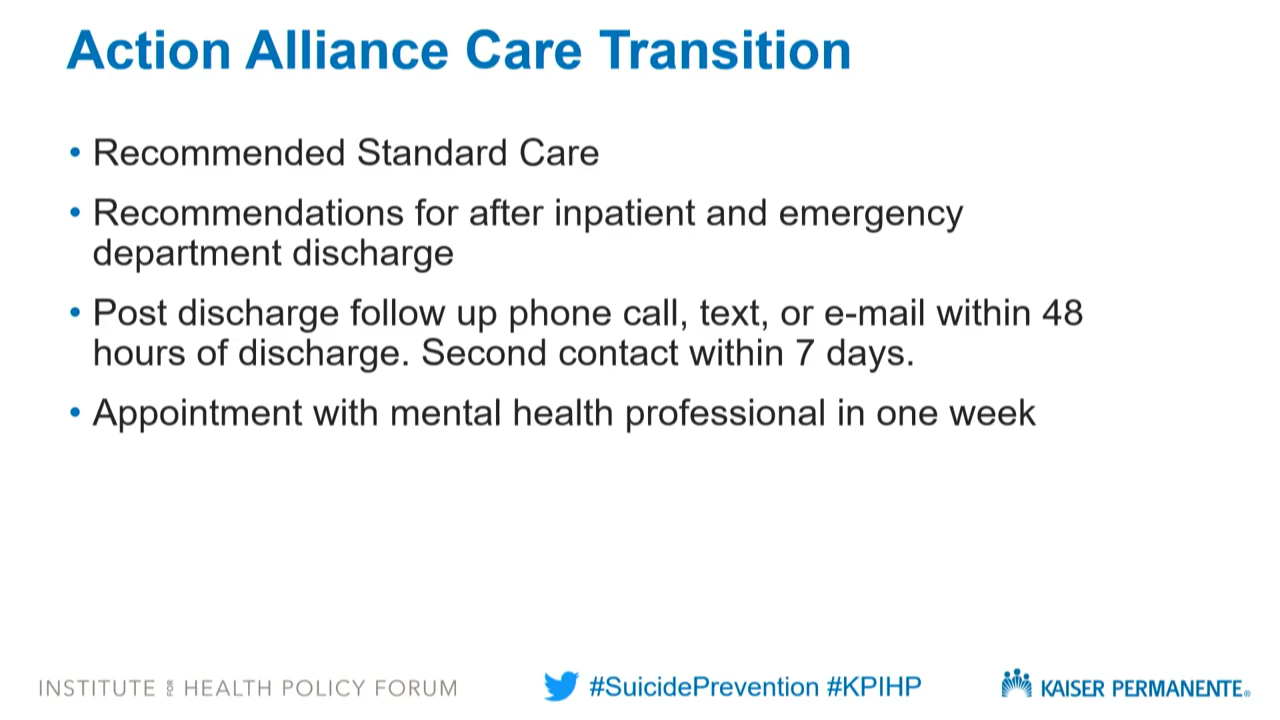 Action Alliance Care Transition
• Recommended Standard Care
• Recommendations for after inpatient and emergency
department discharge
• Post discharge follow up phone call, text, or e-mail within 48
hours of discharge. Second contact within 7 days.
• Appointment with mental health professional in one week
INSTITUTE FOR HEALTH POLICY FORUM
#SuicidePrevention #KPIHP
KAISER PERMANENTE®